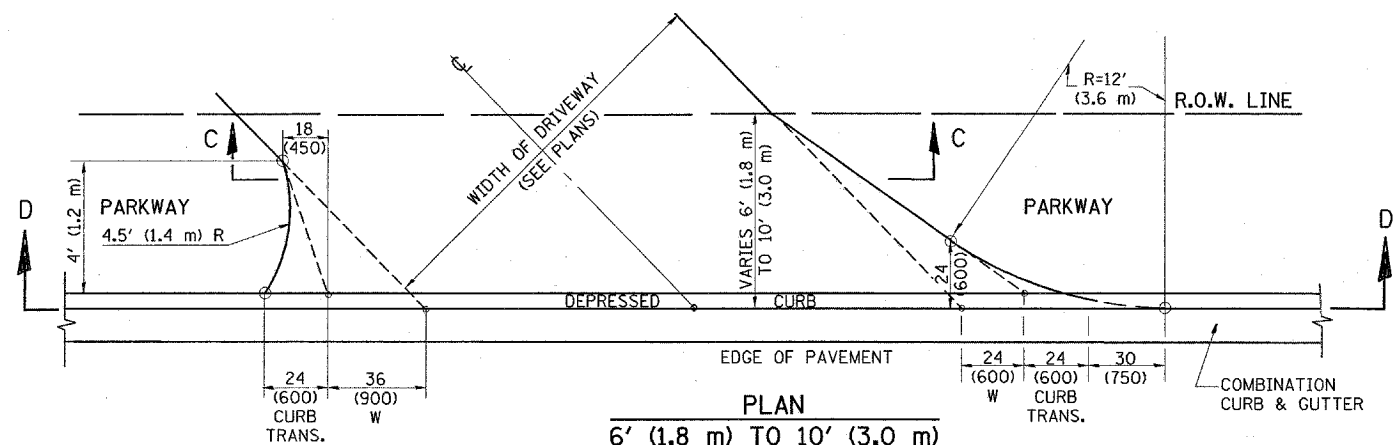 ℄
WIDTH OF DRIVEWAY
(SEE PLANS)
R=12'
(3.6 m)
R.O.W. LINE
C
18
(450)
C
4' (1.2 m)
PARKWAY
4.5' (1.4 m) R
VARIES 6' (1.8 m)
TO 10' (3.0 m)
PARKWAY
D
D
24
(600)
DEPRESSED CURB
EDGE OF PAVEMENT
24
(600)
CURB
TRANS.
36
(900)
W
24
(600)
W
24
(600)
CURB
TRANS.
30
(750)
COMBINATION
CURB & GUTTER
PLAN
6' (1.8 m) TO 10' (3.0 m)